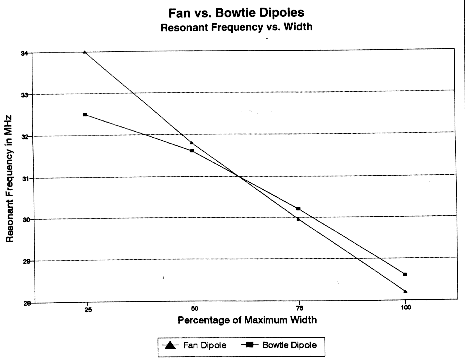 Fan vs. Bowtie Dipoles
Resonant Frequency vs. Width
Resonant Frequency in MHz
34
33
32
31
30
29
28
25
50
75
100
Percentage of Maximum Width
Fan Dipole
Bowtie Dipole